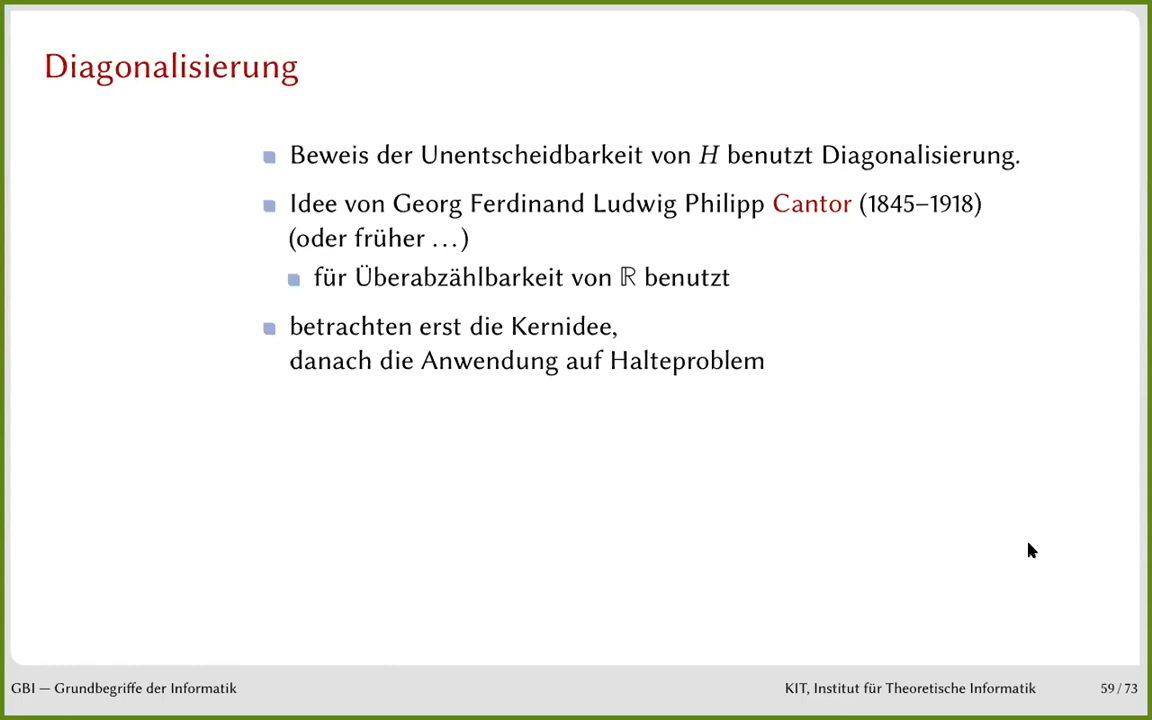 Diagonalisierung
Beweis der Unentscheidbarkeit von H benutzt Diagonalisierung.
Idee von Georg Ferdinand Ludwig Philipp Cantor (1845–1918)
(oder früher …)
für Überabzählbarkeit von ℝ benutzt
betrachten erst die Kernidee,
danach die Anwendung auf Halteproblem
GBI — Grundbegriffe der Informatik
KIT, Institut für Theoretische Informatik
59 / 73